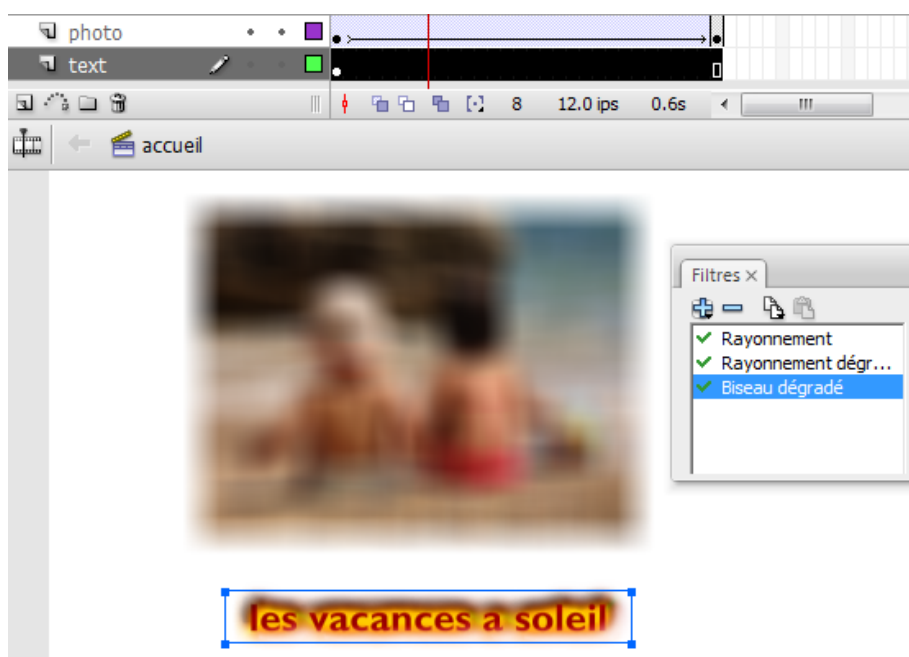 photo
text
8 12.0 ips 0.6s
accueil
Filtres ×
Rayonnement
Rayonnement dégr...
Biseau dégradé
les vacances a soleil